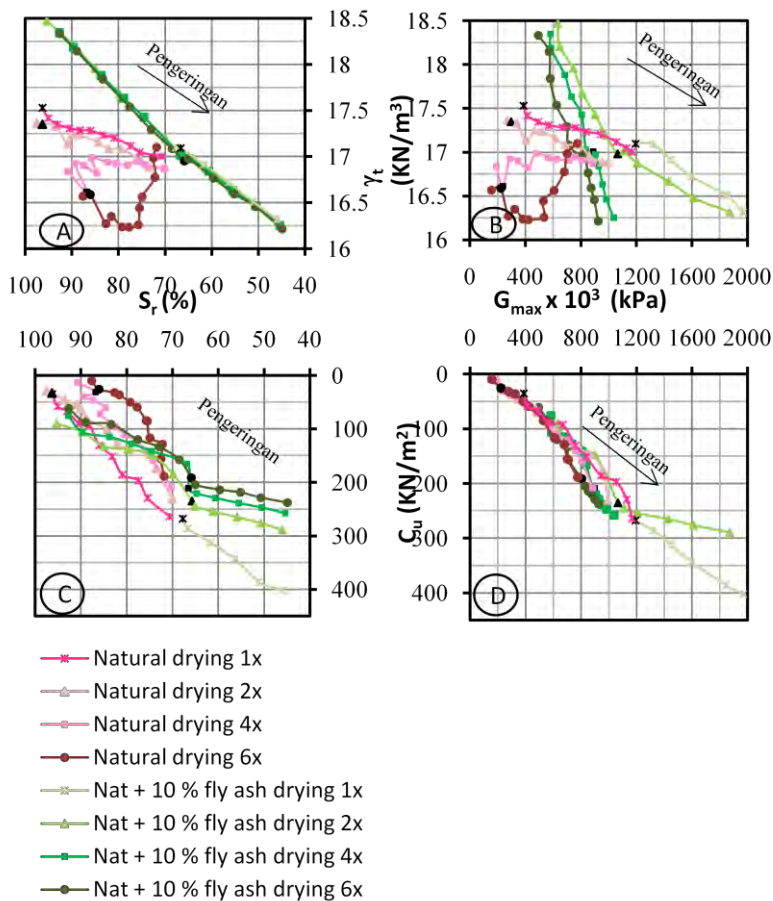 18.5
18
17.5
17
16.5
16
γt
(KN/m3)
Pengeringan
A
100 90 80 70 60 50 40
Sr (%)
18.5
18
17.5
17
16.5
16
Pengeringan
B
0 400 800 1200 1600 2000
Gmax x 10³ (kPa)
100 90 80 70 60 50 40
0
100
200
300
400
Cu (KN/m2)
Pengeringan
C
0 400 800 1200 1600 2000
0
100
200
300
400
Pengeringan
D
Natural drying 1x
Natural drying 2x
Natural drying 4x
Natural drying 6x
Nat + 10 % fly ash drying 1x
Nat + 10 % fly ash drying 2x
Nat + 10 % fly ash drying 4x
Nat + 10 % fly ash drying 6x